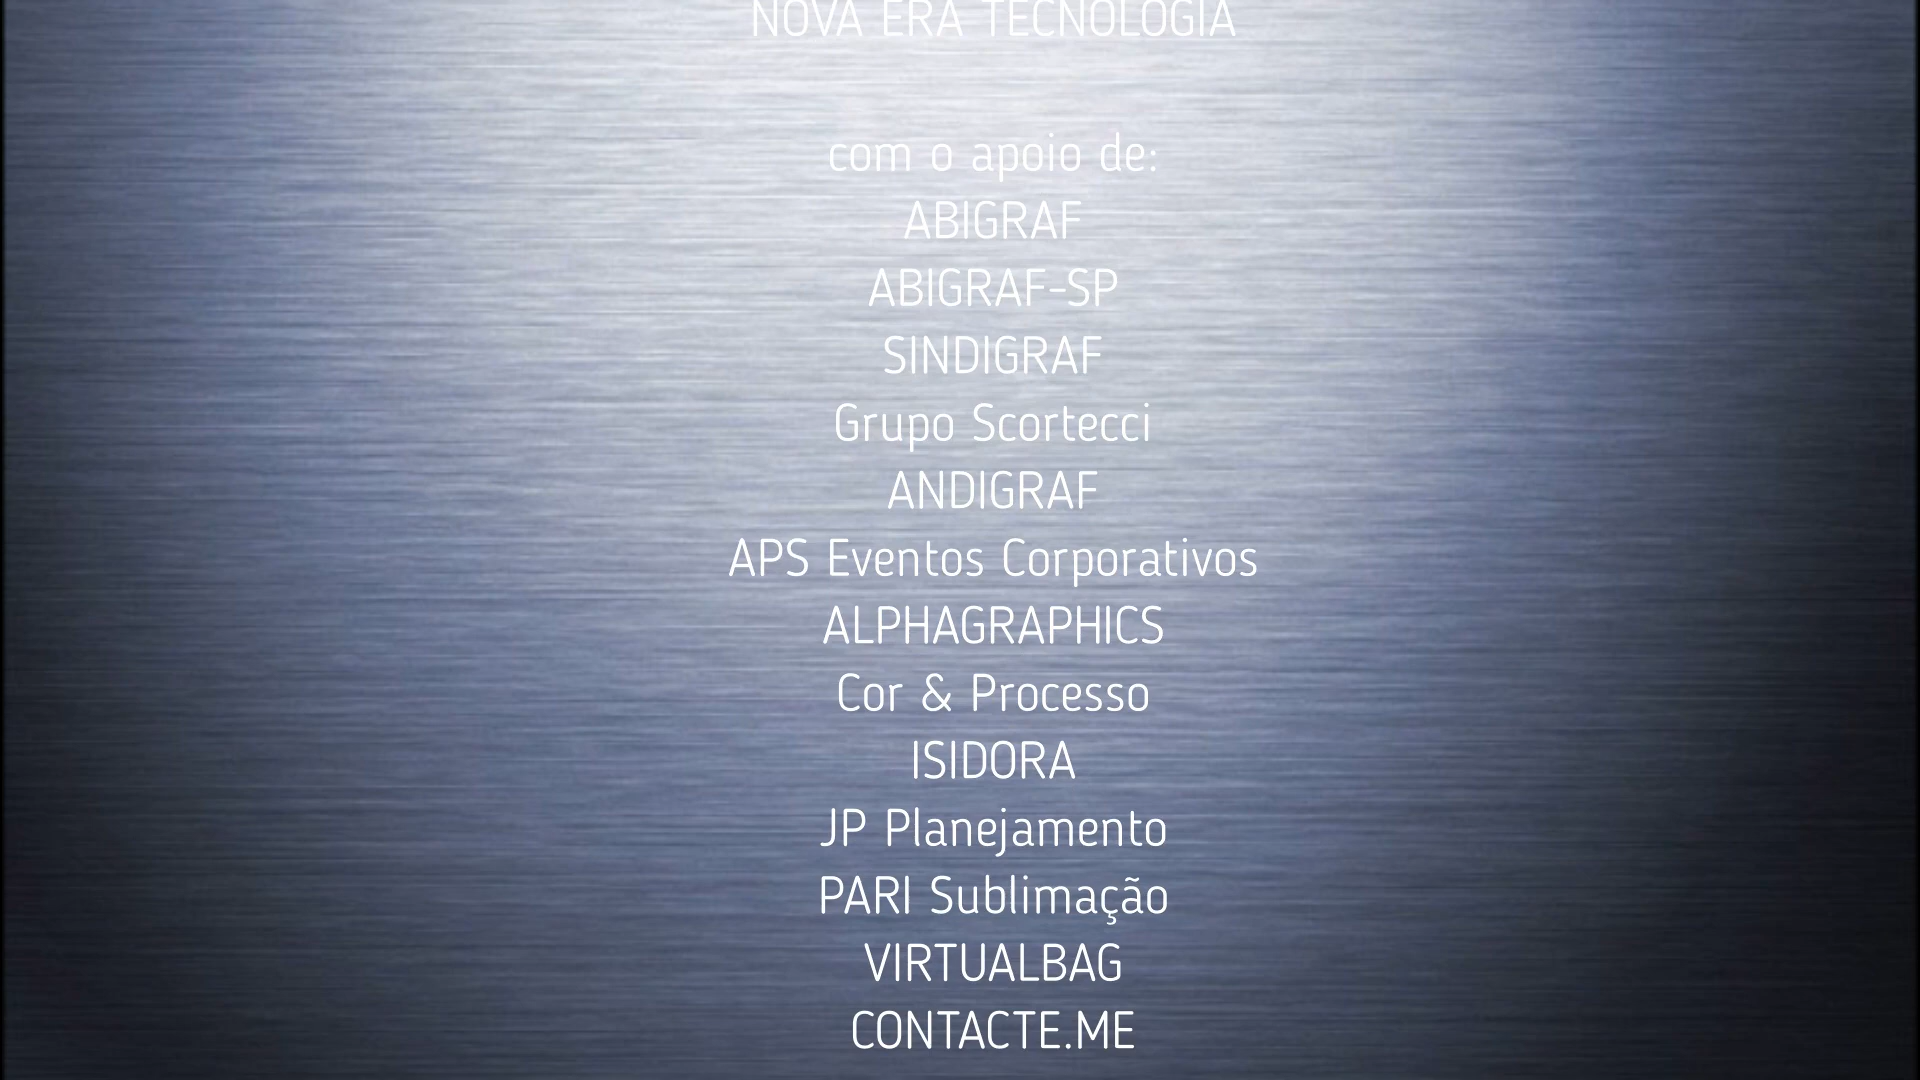 NOVA ERA TECNOLOGIA
com o apoio de:
ABIGRAF
ABIGRAF-SP
SINDIGRAF
Grupo Scortecci
ANDIGRAF
APS Eventos Corporativos
ALPHAGRAPHICS
Cor & Processo
ISIDORA
JP Planejamento
PARI Sublimação
VIRTUALBAG
CONTACTE.ME